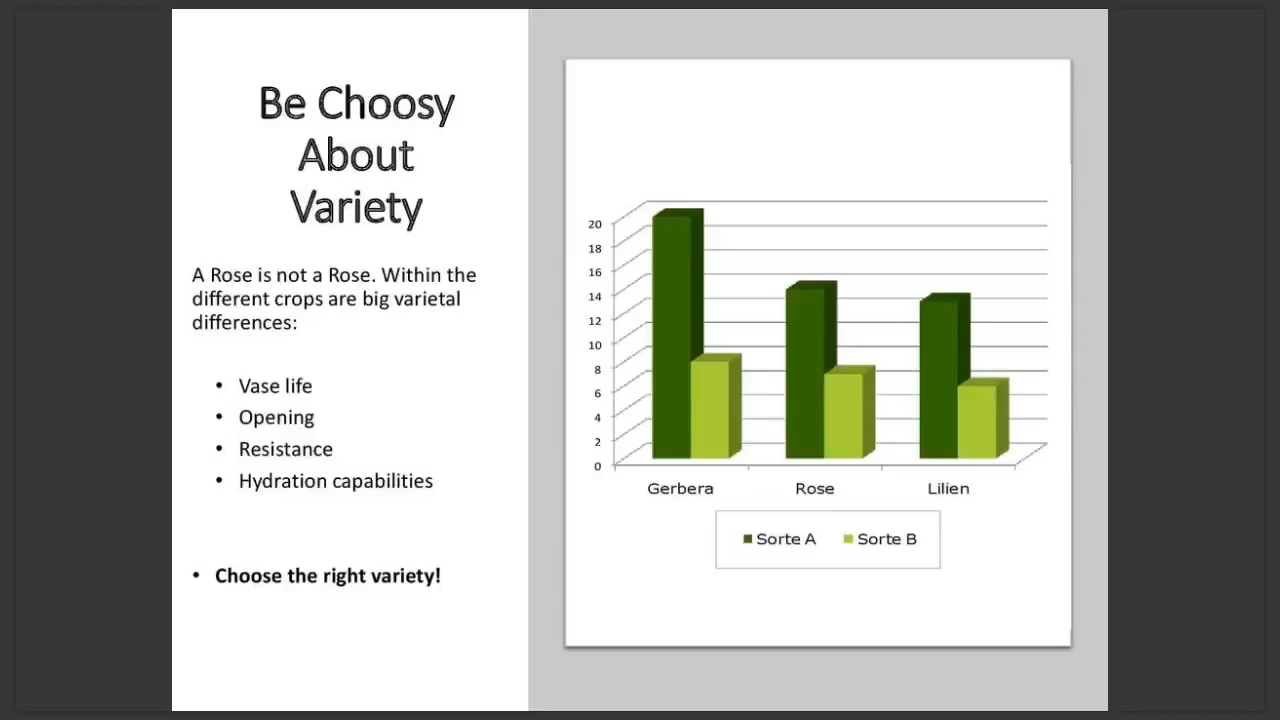 Be Choosy
About
Variety
A Rose is not a Rose. Within the
different crops are big varietal
differences:
• Vase life
• Opening
• Resistance
• Hydration capabilities
• Choose the right variety!
20
18
16
14
12
10
8
6
4
2
0
Gerbera Rose Lilien
Sorte A Sorte B